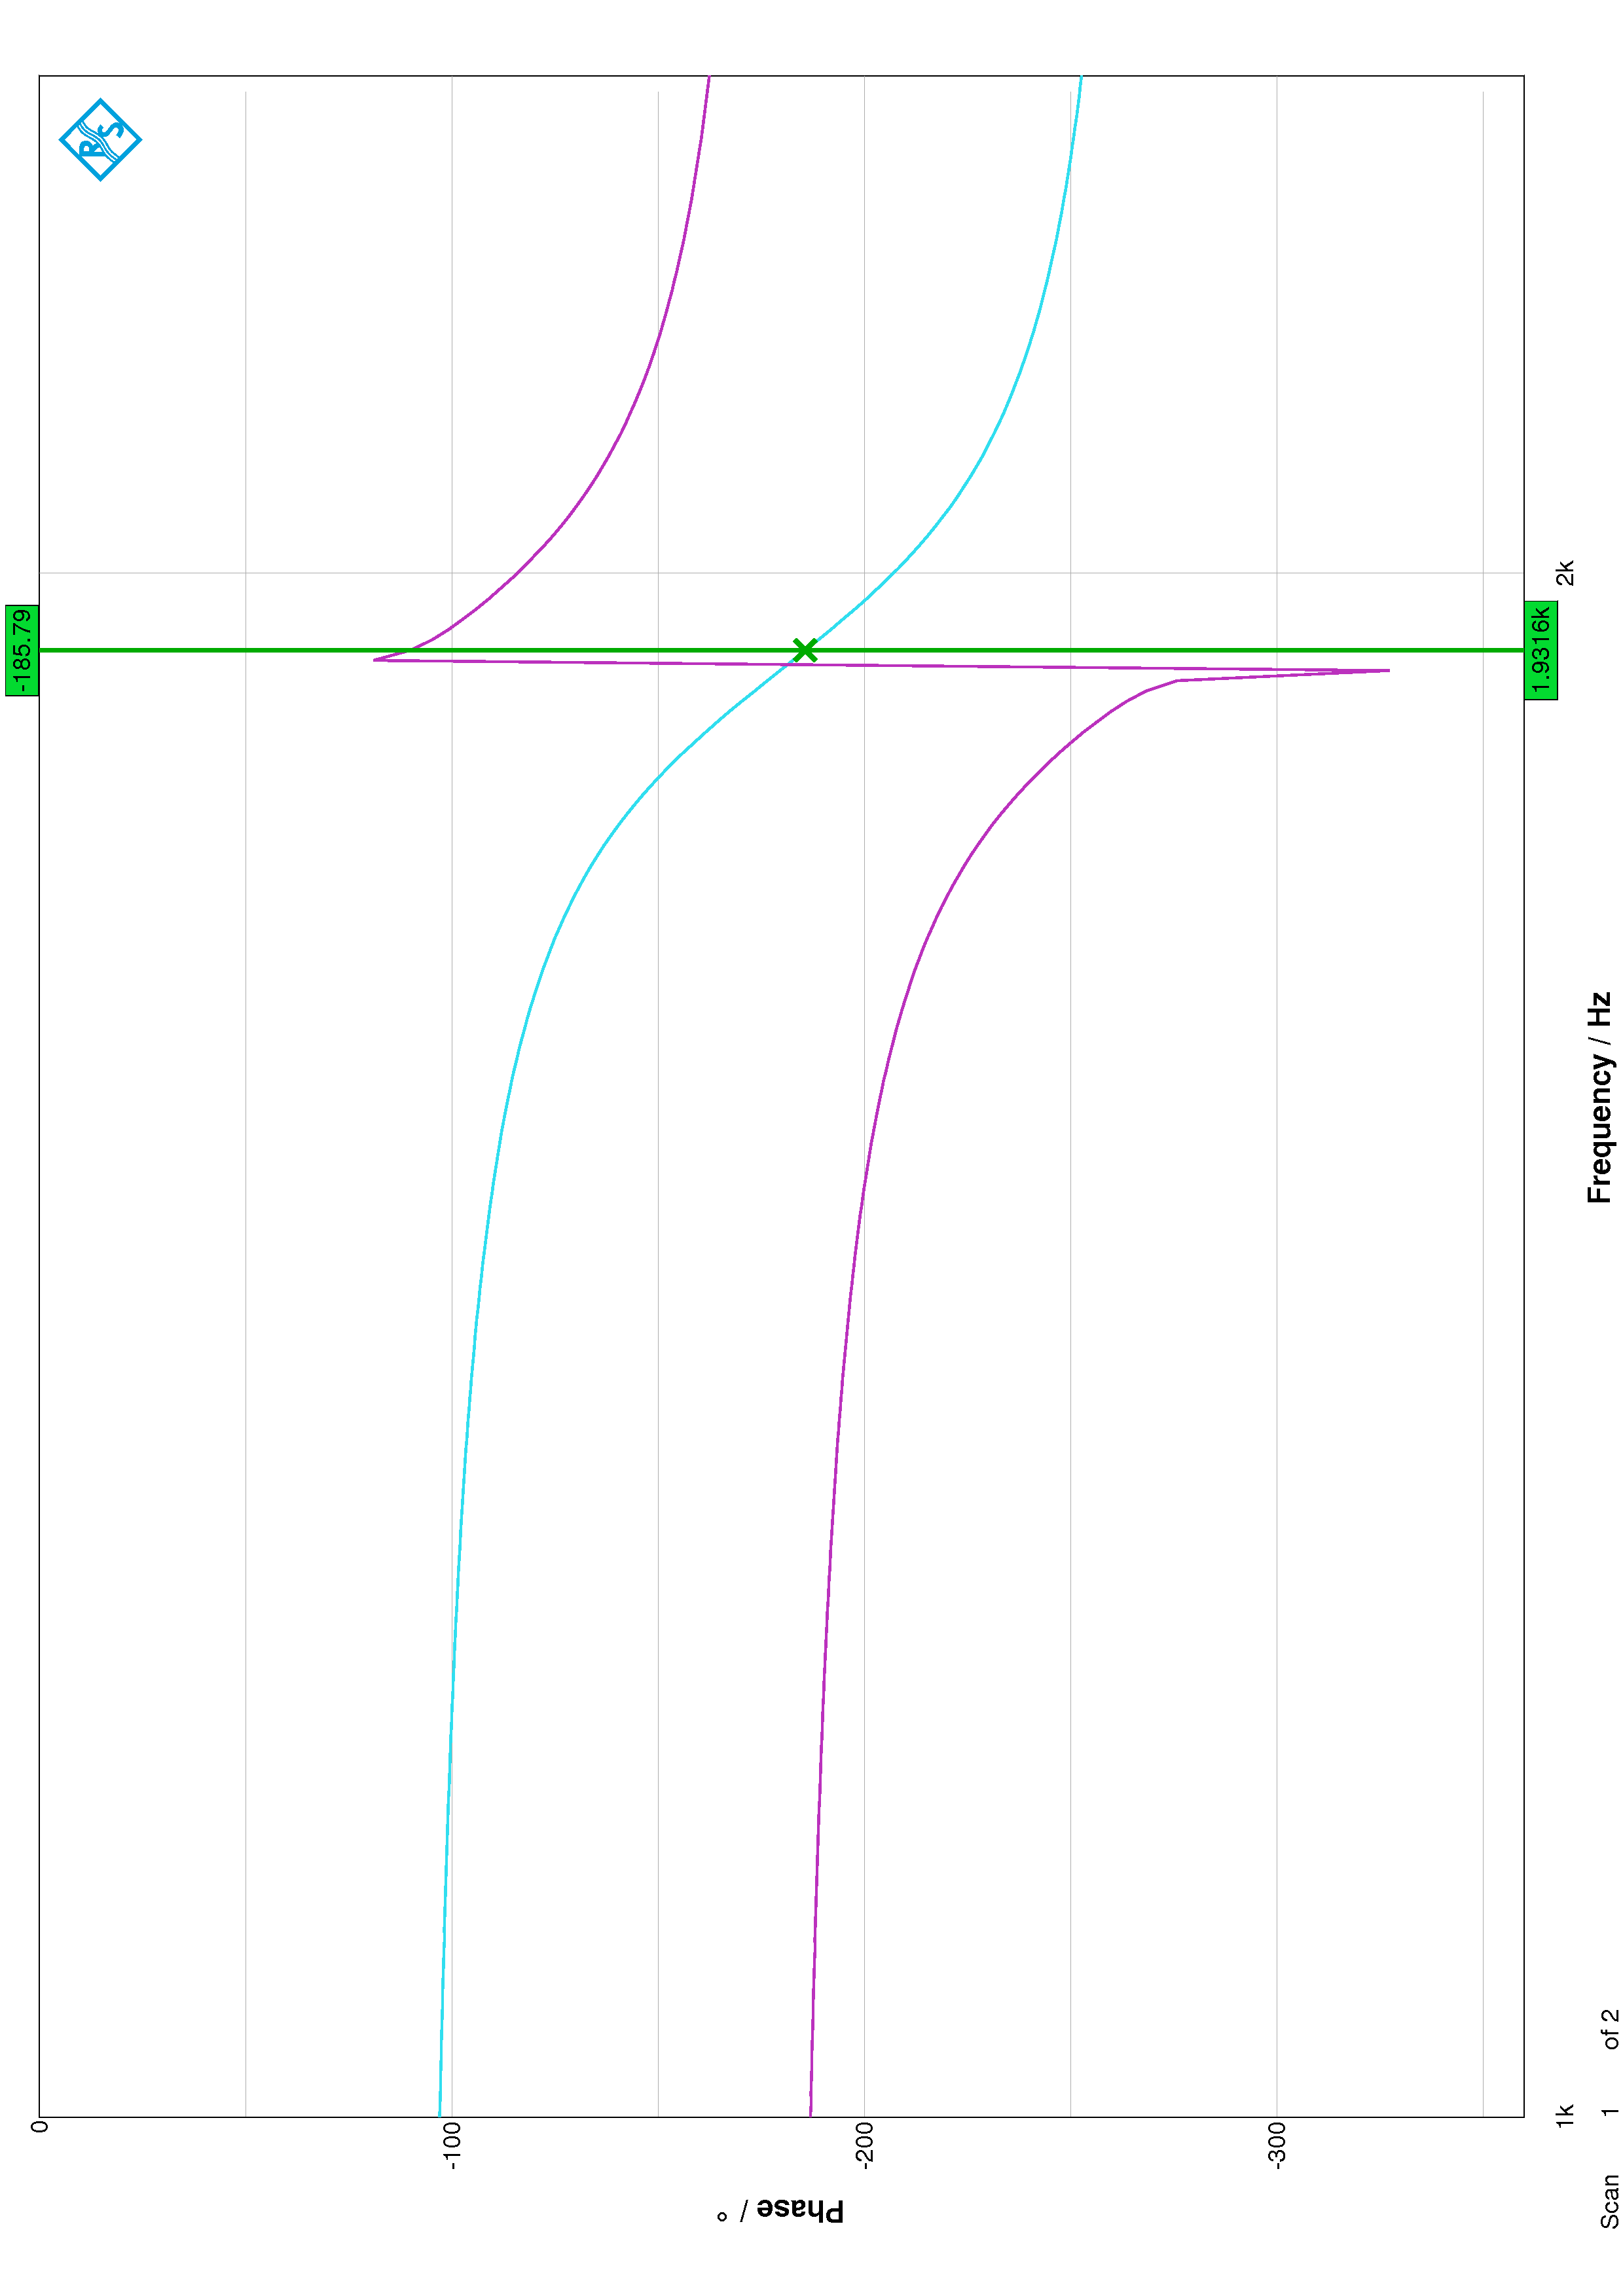 -185.79
R S
0
-100
-200
-300
Phase / °
1k
2k
1.9316k
Frequency / Hz
Scan 1 of 2